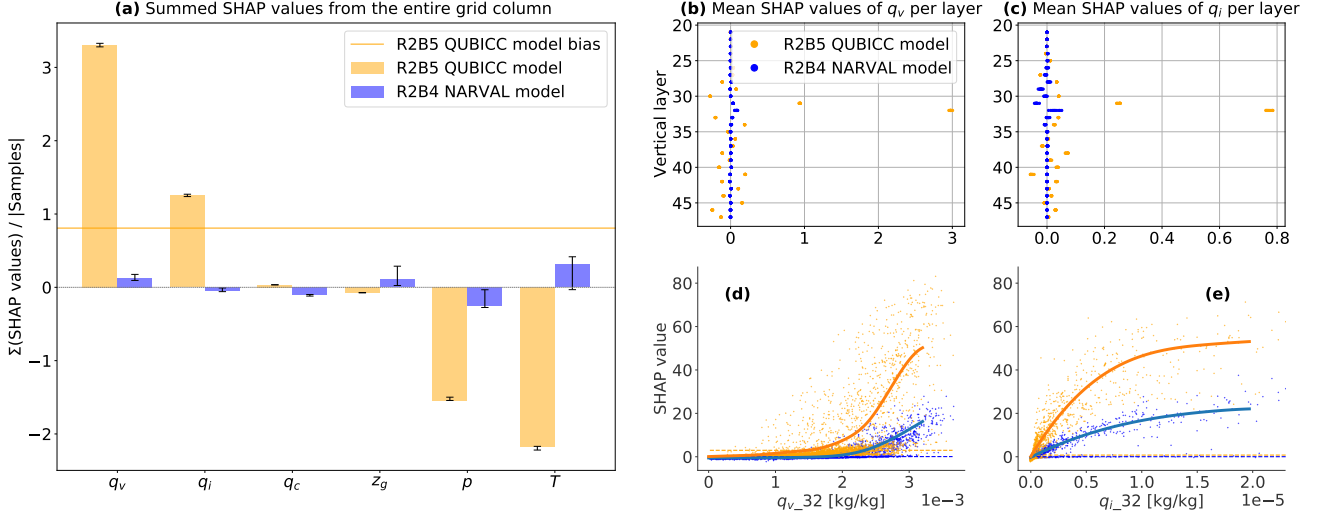 (a) Summed SHAP values from the entire grid column
Σ(SHAP values) / |Samples|
3
2
1
0
−1
−2
R2B5 QUBICC model bias
R2B5 QUBICC model
R2B4 NARVAL model
q_v q_i q_c z_g p T
(b) Mean SHAP values of q_v per layer
Vertical layer
20
25
30
35
40
45
R2B5 QUBICC model
R2B4 NARVAL model
0 1 2 3
(c) Mean SHAP values of q_i per layer
20
25
30
35
40
45
0.0 0.2 0.4 0.6 0.8
(d)
SHAP value
80
60
40
20
0
0 1 2 3
1e−3
q_v_32 [kg/kg]
(e)
80
60
40
20
0
0.0 0.5 1.0 1.5 2.0
1e−5
q_i_32 [kg/kg]